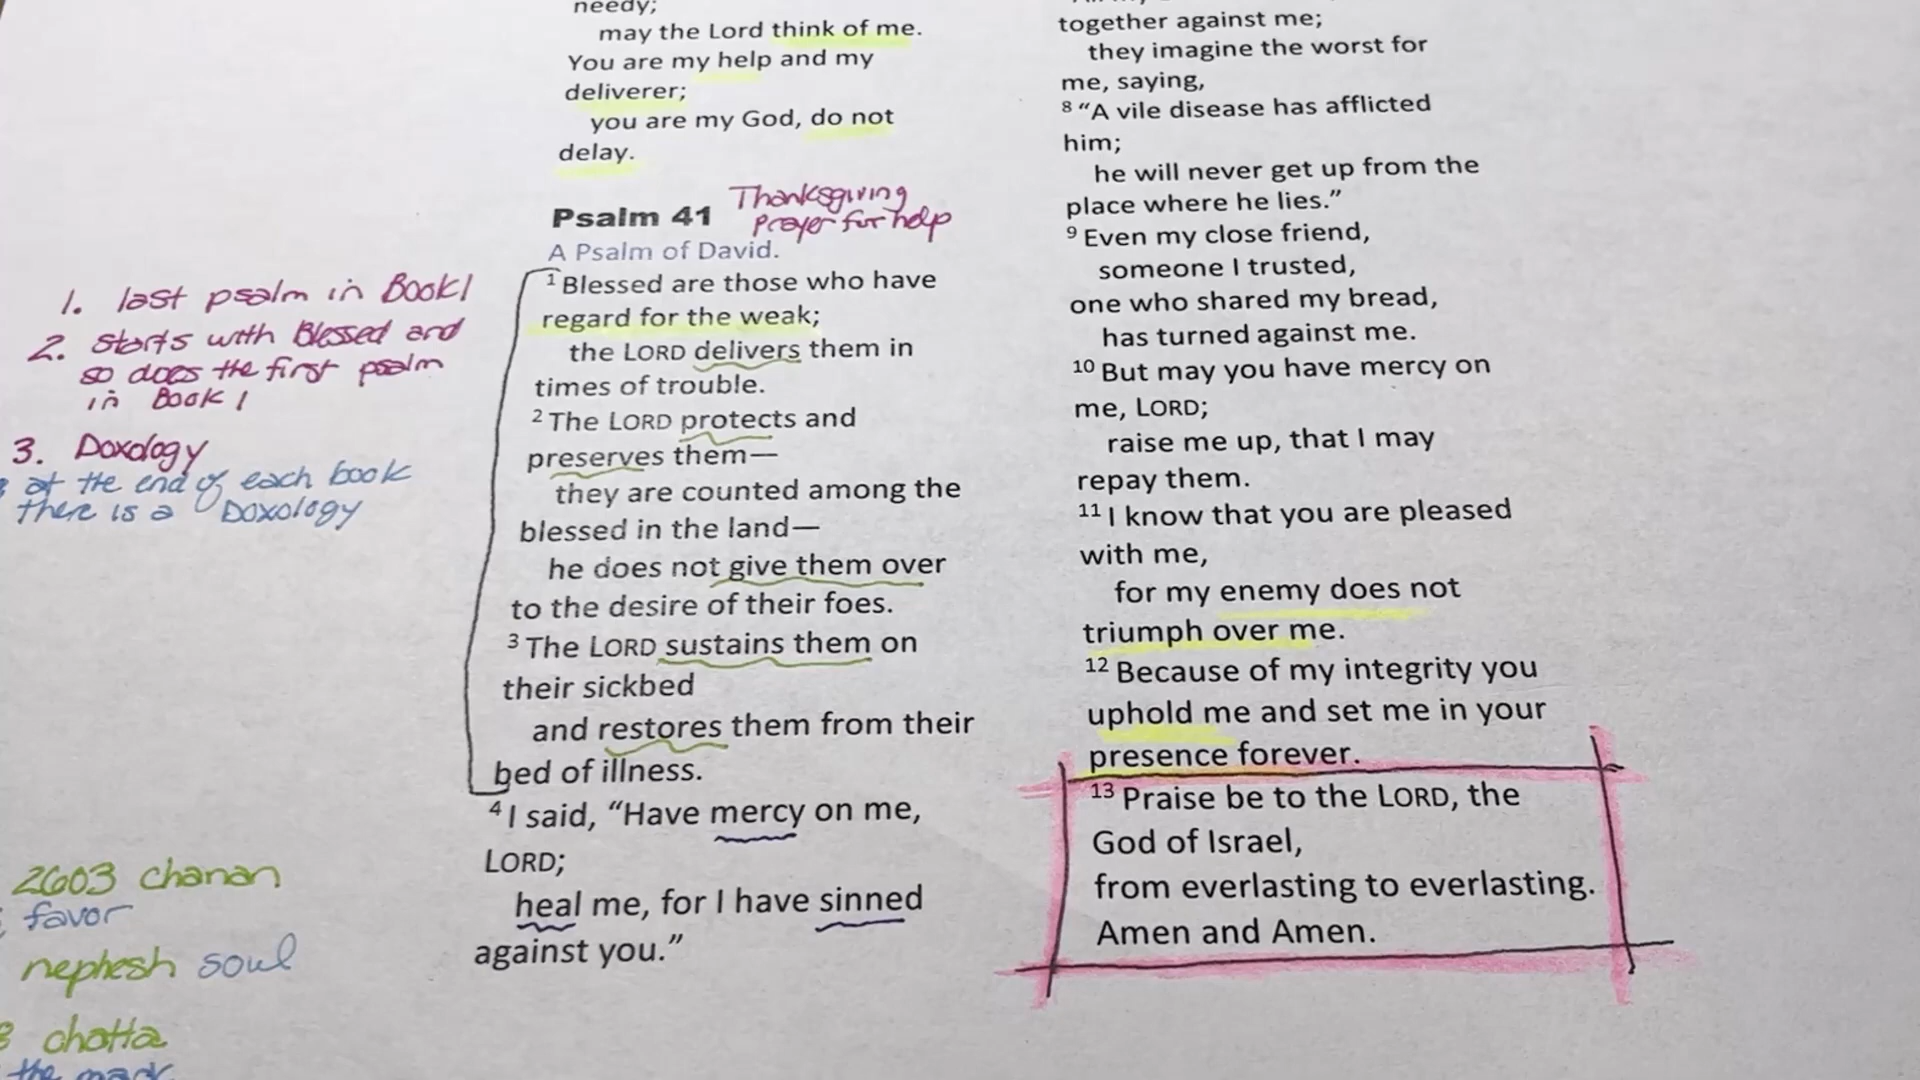 needy;
may the Lord think of me.
You are my help and my
deliverer;
you are my God, do not
delay.
Psalm 41
Thanksgiving
Prayer for help
A Psalm of David.
1 Blessed are those who have
regard for the weak;
the LORD delivers them in
times of trouble.
2 The LORD protects and
preserves them—
they are counted among the
blessed in the land—
he does not give them over
to the desire of their foes.
3 The LORD sustains them on
their sickbed
and restores them from their
bed of illness.
4 I said, “Have mercy on me,
LORD;
heal me, for I have sinned
against you.”
1. last psalm in Book 1
2. starts with Blessed and
so does the first psalm
in Book 1
3. Doxology
at the end of each book
there is a Doxology
2603 chanan
favor
nephesh soul
chatta
the mark
together against me;
they imagine the worst for
me, saying,
8 “A vile disease has afflicted
him;
he will never get up from the
place where he lies.”
9 Even my close friend,
someone I trusted,
one who shared my bread,
has turned against me.
10 But may you have mercy on
me, LORD;
raise me up, that I may
repay them.
11 I know that you are pleased
with me,
for my enemy does not
triumph over me.
12 Because of my integrity you
uphold me and set me in your
presence forever.
13 Praise be to the LORD, the
God of Israel,
from everlasting to everlasting.
Amen and Amen.